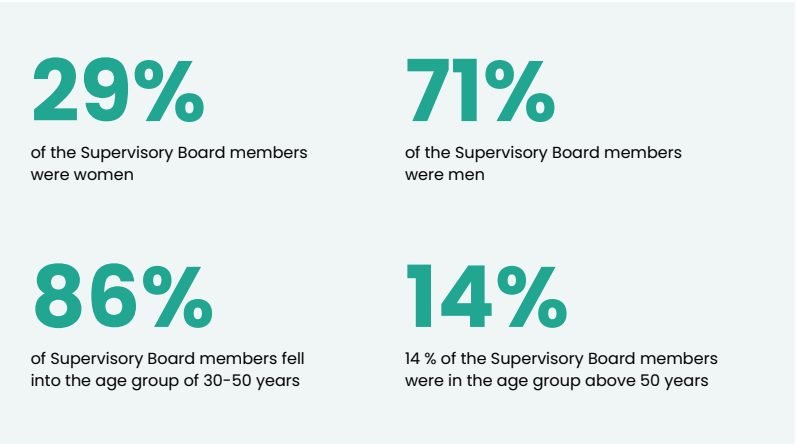 29%
of the Supervisory Board members
were women
71%
of the Supervisory Board members
were men
86%
of Supervisory Board members fell
into the age group of 30-50 years
14%
14 % of the Supervisory Board members
were in the age group above 50 years